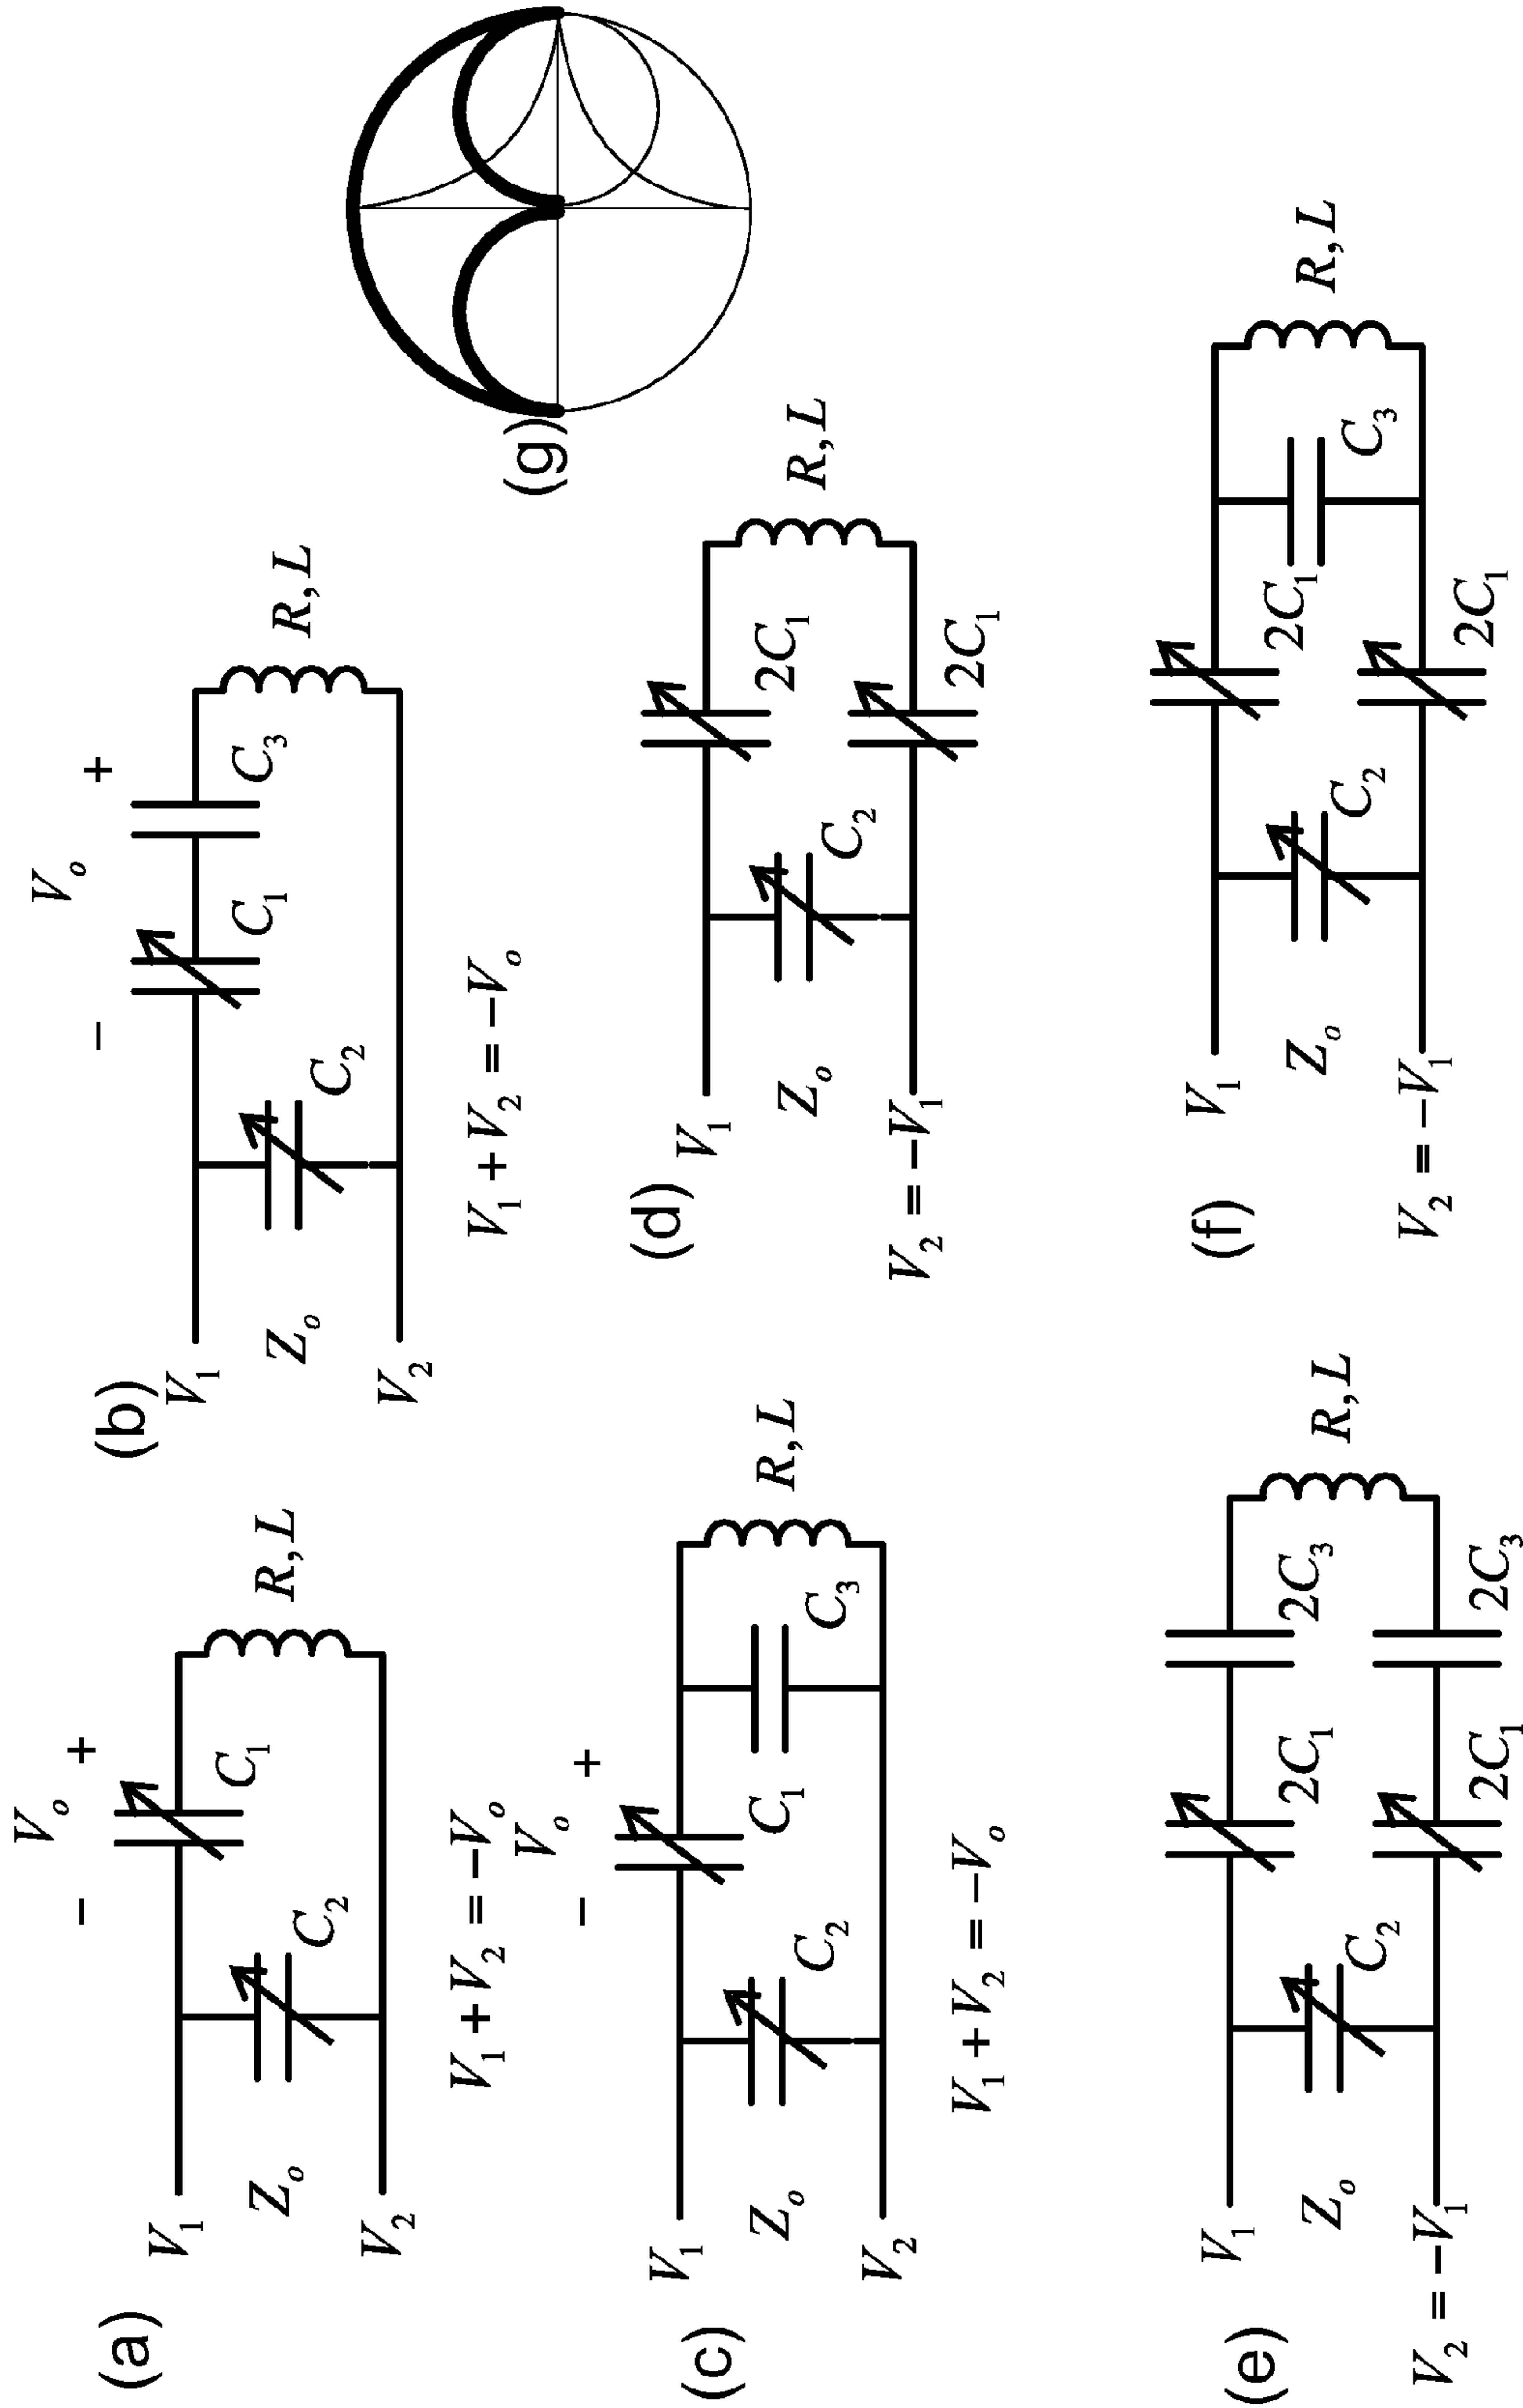 (a)
− Vₒ +
C₁
V₁
Zₒ
C₂
R, L
V₂
V₁ + V₂ = −Vₒ
(b)
− Vₒ +
C₁
C₃
V₁
Zₒ
C₂
R, L
V₂
V₁ + V₂ = −Vₒ
(c)
− Vₒ +
C₁
V₁
Zₒ
C₂
C₃
R, L
V₂
V₁ + V₂ = −Vₒ
(d)
V₁
2C₁
Zₒ
C₂
R, L
V₂ = −V₁
2C₁
(e)
V₁
2C₁
2C₃
Zₒ
C₂
R, L
V₂ = −V₁
2C₁
2C₃
(f)
V₁
2C₁
Zₒ
C₂
C₃
R, L
V₂ = −V₁
2C₁
(g)